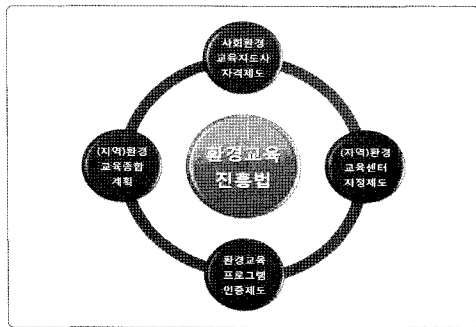 사회환경
교육지도사
자격제도
(지역)환경
교육종합
계획
환경교육
진흥법
(지역)환경
교육센터
지정제도
환경교육
프로그램
인증제도